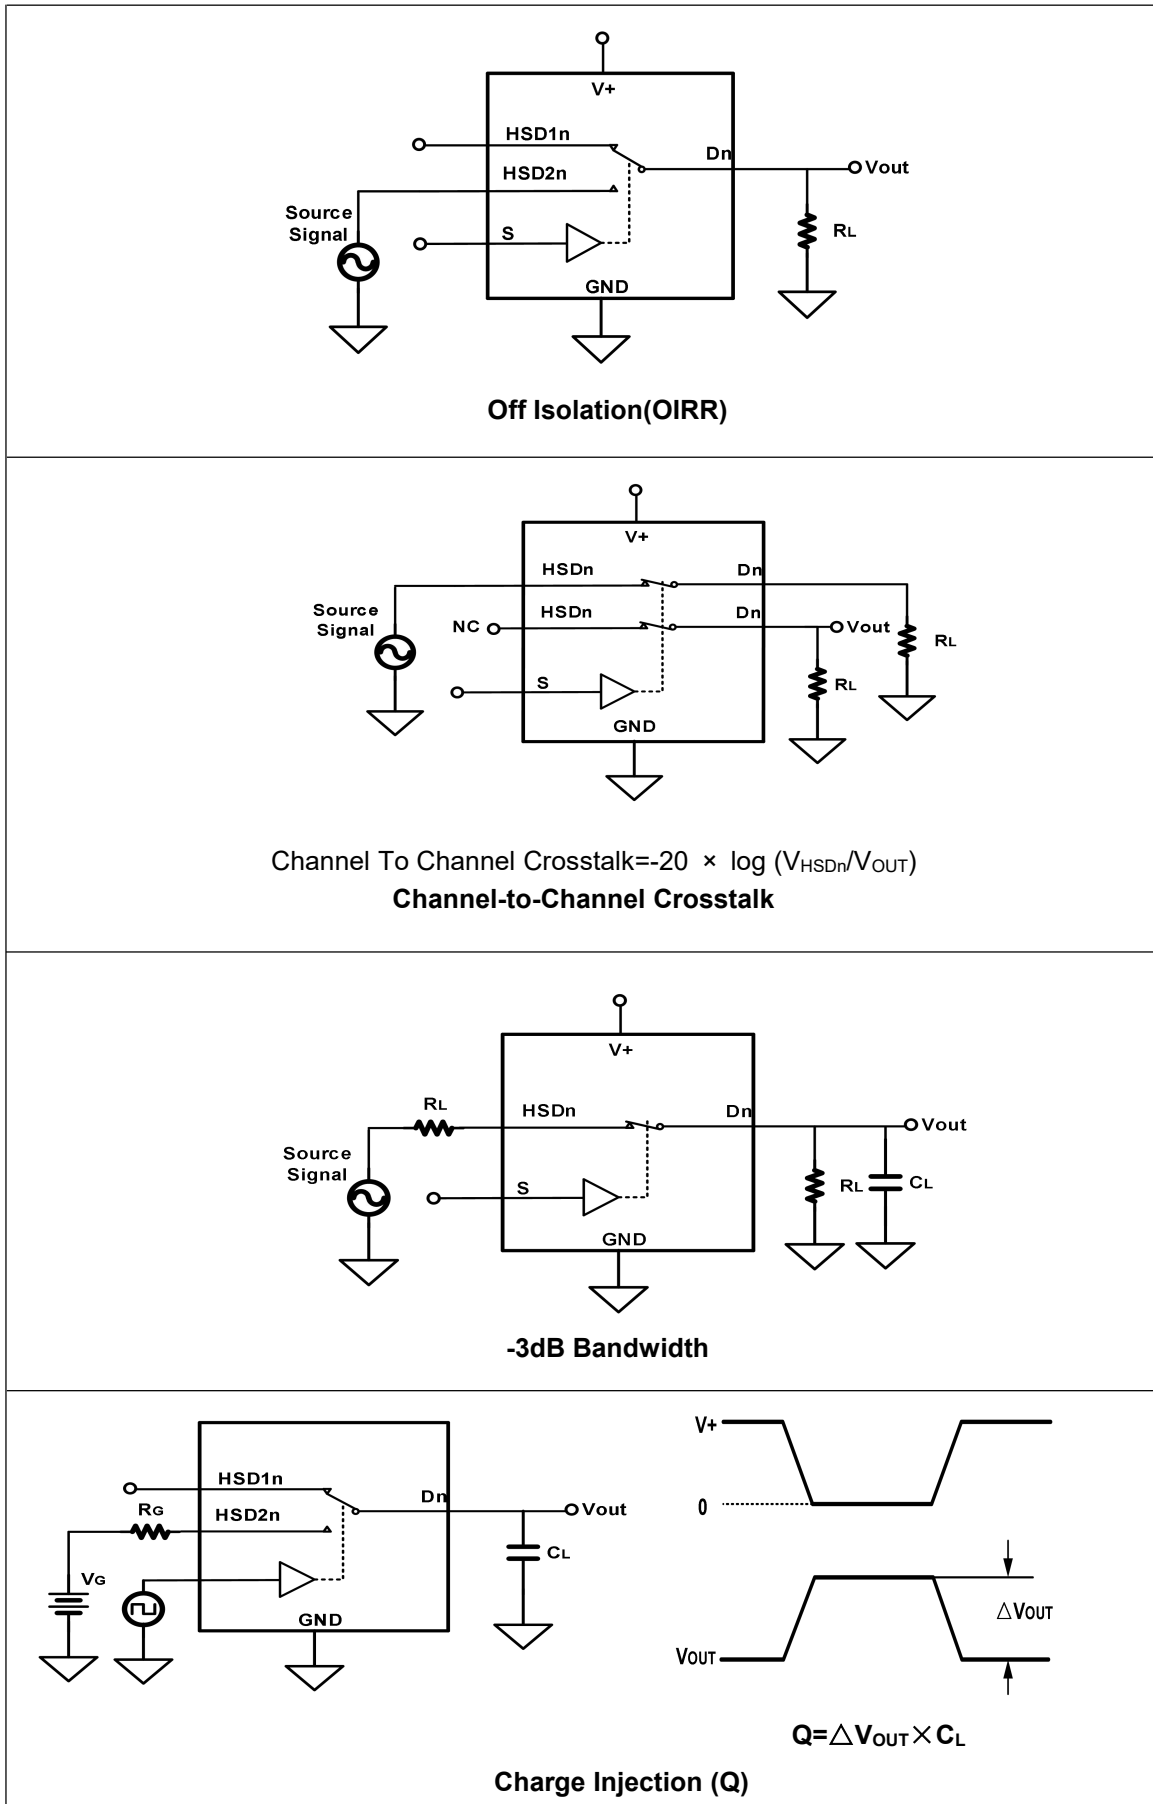 V+
HSD1n
Dn
Vout
HSD2n
Source
Signal
S
RL
GND
Off Isolation(OIRR)
V+
HSDn
Dn
Source
Signal
NC
HSDn
Dn
Vout
RL
RL
S
GND
Channel To Channel Crosstalk=-20 × log (VHSDn/VOUT)
Channel-to-Channel Crosstalk
V+
RL
HSDn
Dn
Vout
Source
Signal
S
RL
CL
GND
-3dB Bandwidth
HSD1n
Dn
Vout
RG
HSD2n
CL
VG
GND
V+
0
△VOUT
VOUT
Q=△VOUT×CL
Charge Injection (Q)